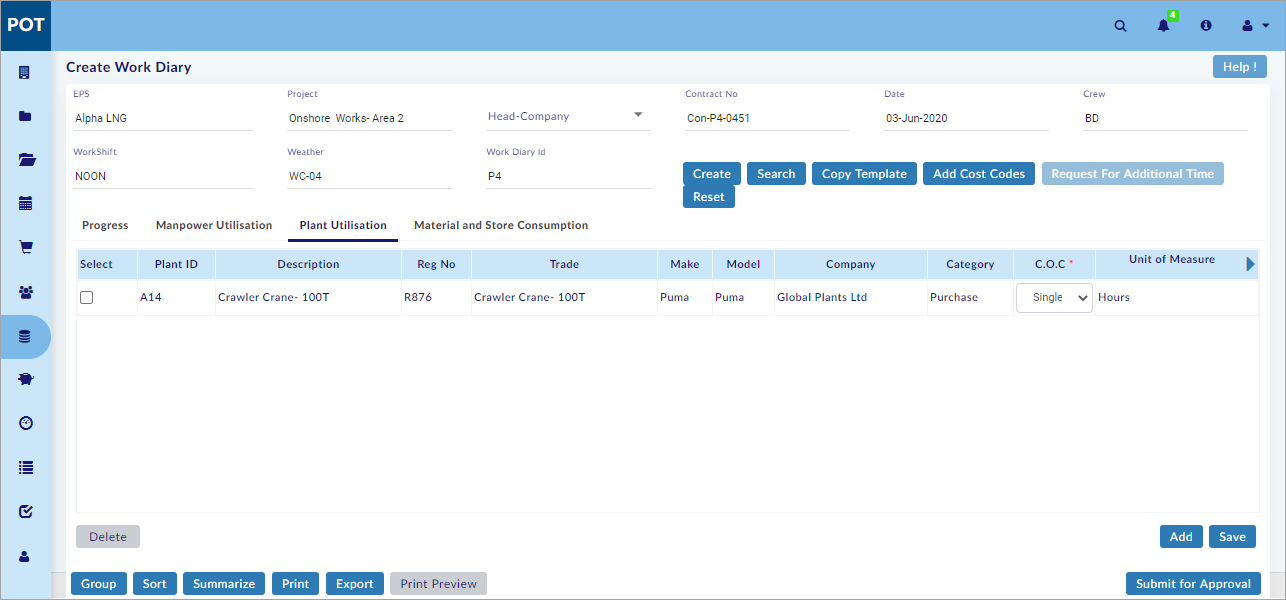 POT
4
Create Work Diary
Help !
EPS Project Contract No Date Crew
Alpha LNG Onshore Works- Area 2 Head-Company Con-P4-0451 03-Jun-2020 BD
WorkShift Weather Work Diary Id
NOON WC-04 P4
Create Search Copy Template Add Cost Codes Request For Additional Time
Reset
Progress Manpower Utilisation Plant Utilisation Material and Store Consumption
Select Plant ID Description Reg No Trade Make Model Company Category C.O.C * Unit of Measure
A14 Crawler Crane- 100T R876 Crawler Crane- 100T Puma Puma Global Plants Ltd Purchase Single Hours
Delete Add Save
Group Sort Summarize Print Export Print Preview Submit for Approval